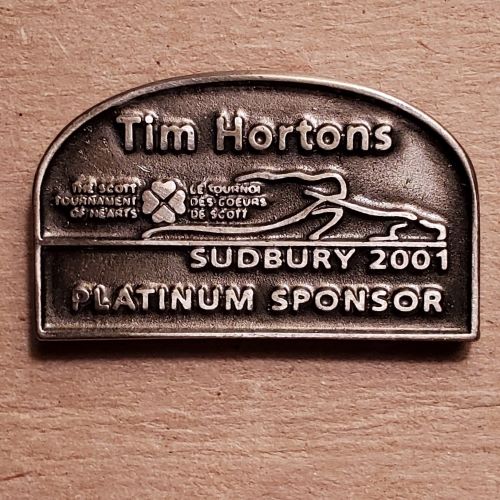 Tim Hortons
THE SCOTT
TOURNAMENT
OF HEARTS
LE TOURNOI
DES COEURS
DE SCOTT
SUDBURY 2001
PLATINUM SPONSOR